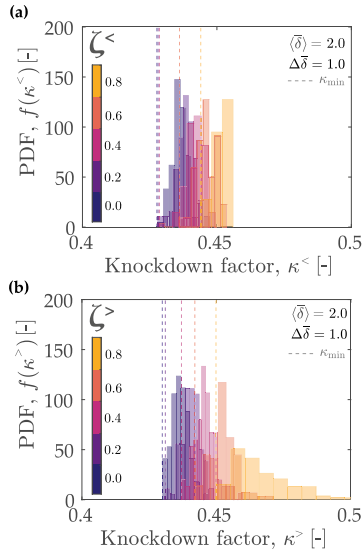 (a)
ζ<
0.8
0.6
0.4
0.2
0.0
⟨δ̄⟩ = 2.0
Δδ̄ = 1.0
κmin
200
150
100
50
0
PDF, f(κ<) [-]
0.4
0.45
0.5
Knockdown factor, κ< [-]
(b)
ζ>
0.8
0.6
0.4
0.2
0.0
⟨δ̄⟩ = 2.0
Δδ̄ = 1.0
κmin
200
150
100
50
0
PDF, f(κ>) [-]
0.4
0.45
0.5
Knockdown factor, κ> [-]